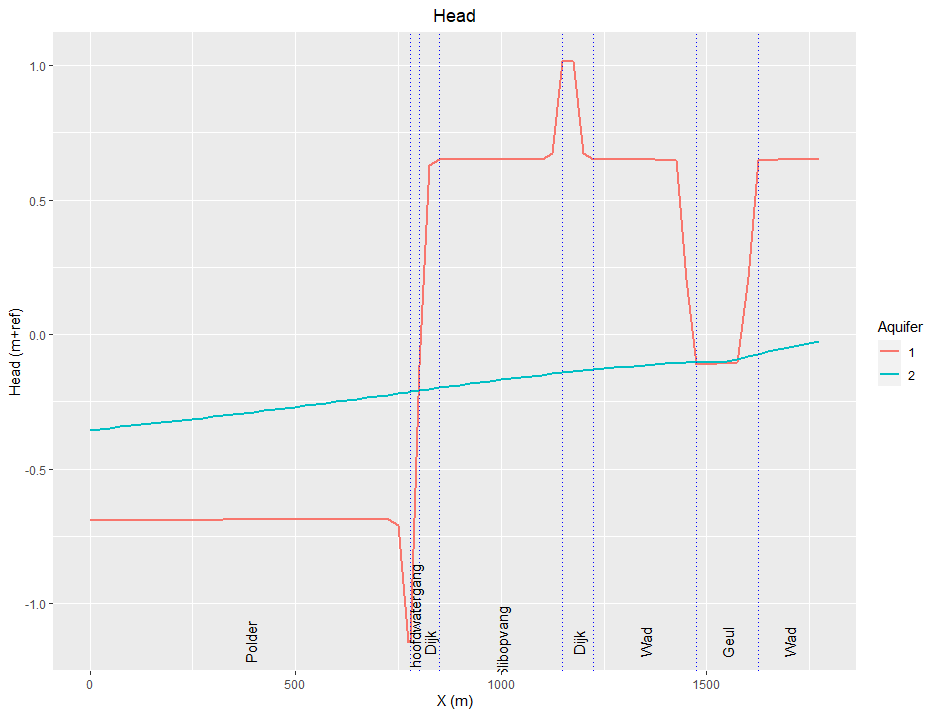 Head
1.0
0.5
0.0
-0.5
-1.0
Head (m+ref)
Polder
hoofdwatergang
Dijk
Slibopvang
Dijk
Wad
Geul
Wad
0
500
1000
1500
X (m)
Aquifer
1
2